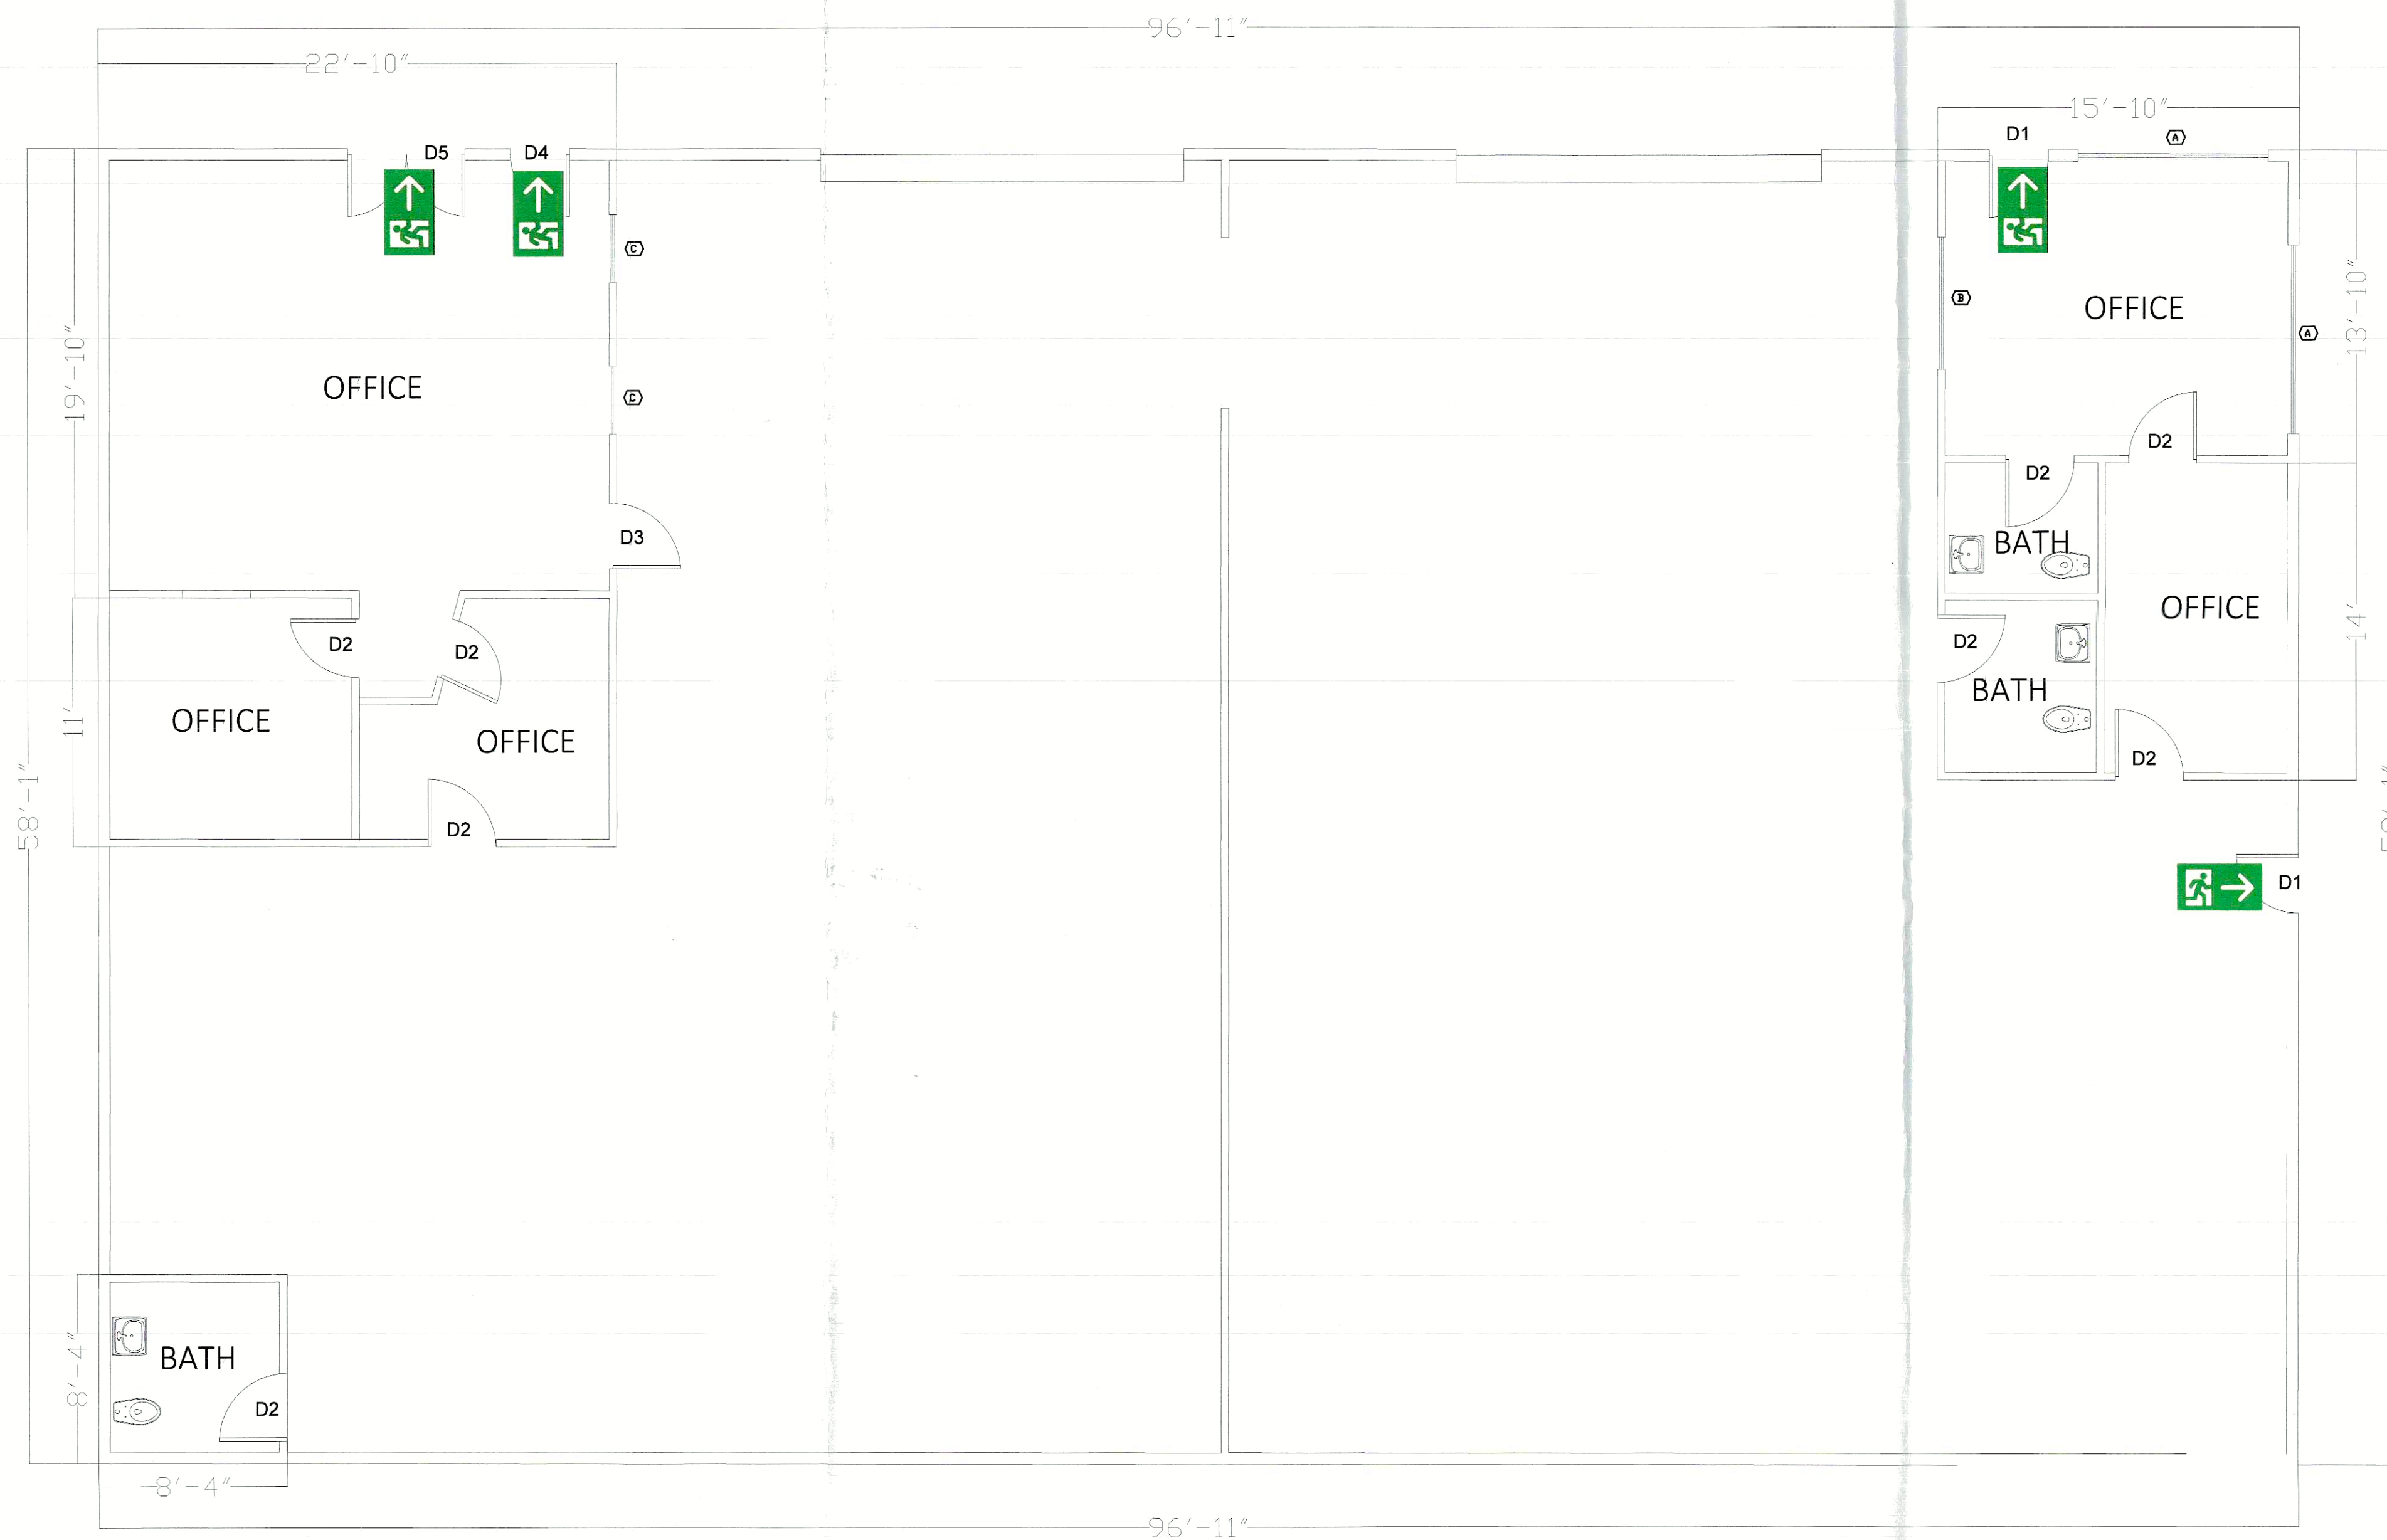 96'-11"
22'-10"
15'-10"
D1
A
D5
D4
C
B
OFFICE
13'-10"
A
19'-10"
OFFICE
C
D2
D2
D3
BATH
OFFICE
14'
D2
D2
D2
BATH
OFFICE
11'
OFFICE
D2
58'-1"
D2
D1
8'-4"
BATH
D2
8'-4"
96'-11"